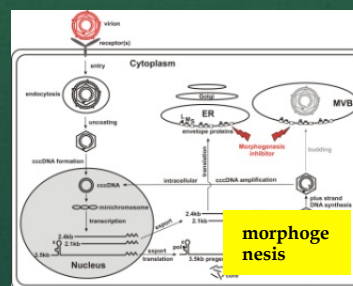 virion
receptor(s)
Cytoplasm
entry
endocytosis
uncoating
cccDNA formation
cccDNA
minichromosome
transcription
2.4kb
2.1kb
3.5kb
Nucleus
export
export
translation
Golgi
ER
L M S
envelope proteins
translation
Morphogenesis
inhibitor
MVB
budding
intracellular
cccDNA amplification
plus strand
DNA synthesis
2.4kb
2.1kb
pol
3.5kb
morphoge
nesis